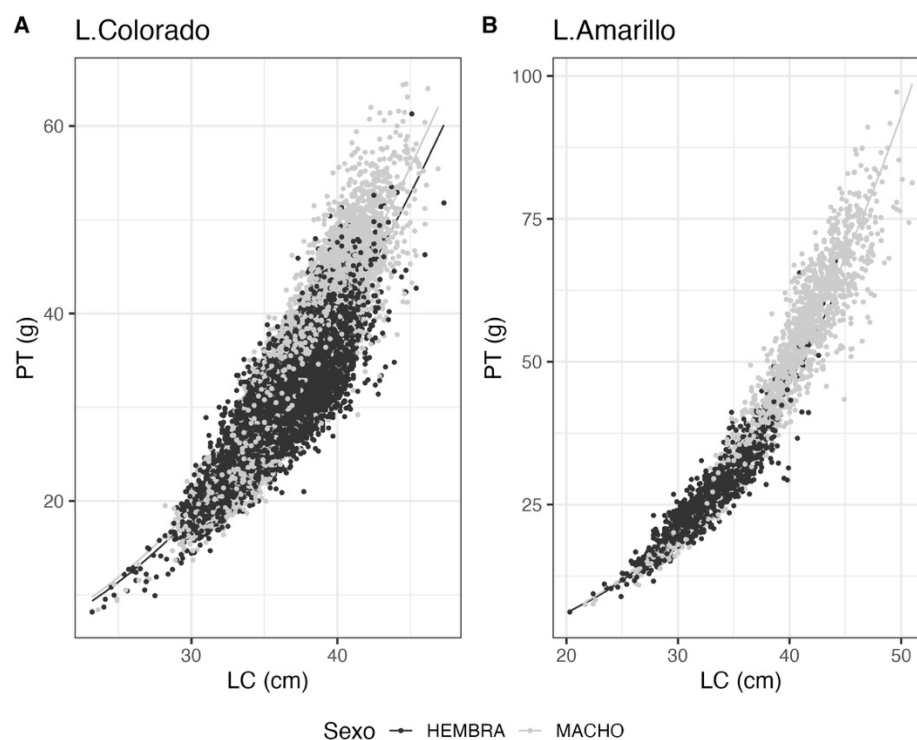 A L.Colorado
B L.Amarillo
PT (g)
60
40
20
30
40
LC (cm)
PT (g)
100
75
50
25
20
30
40
50
LC (cm)
Sexo HEMBRA MACHO